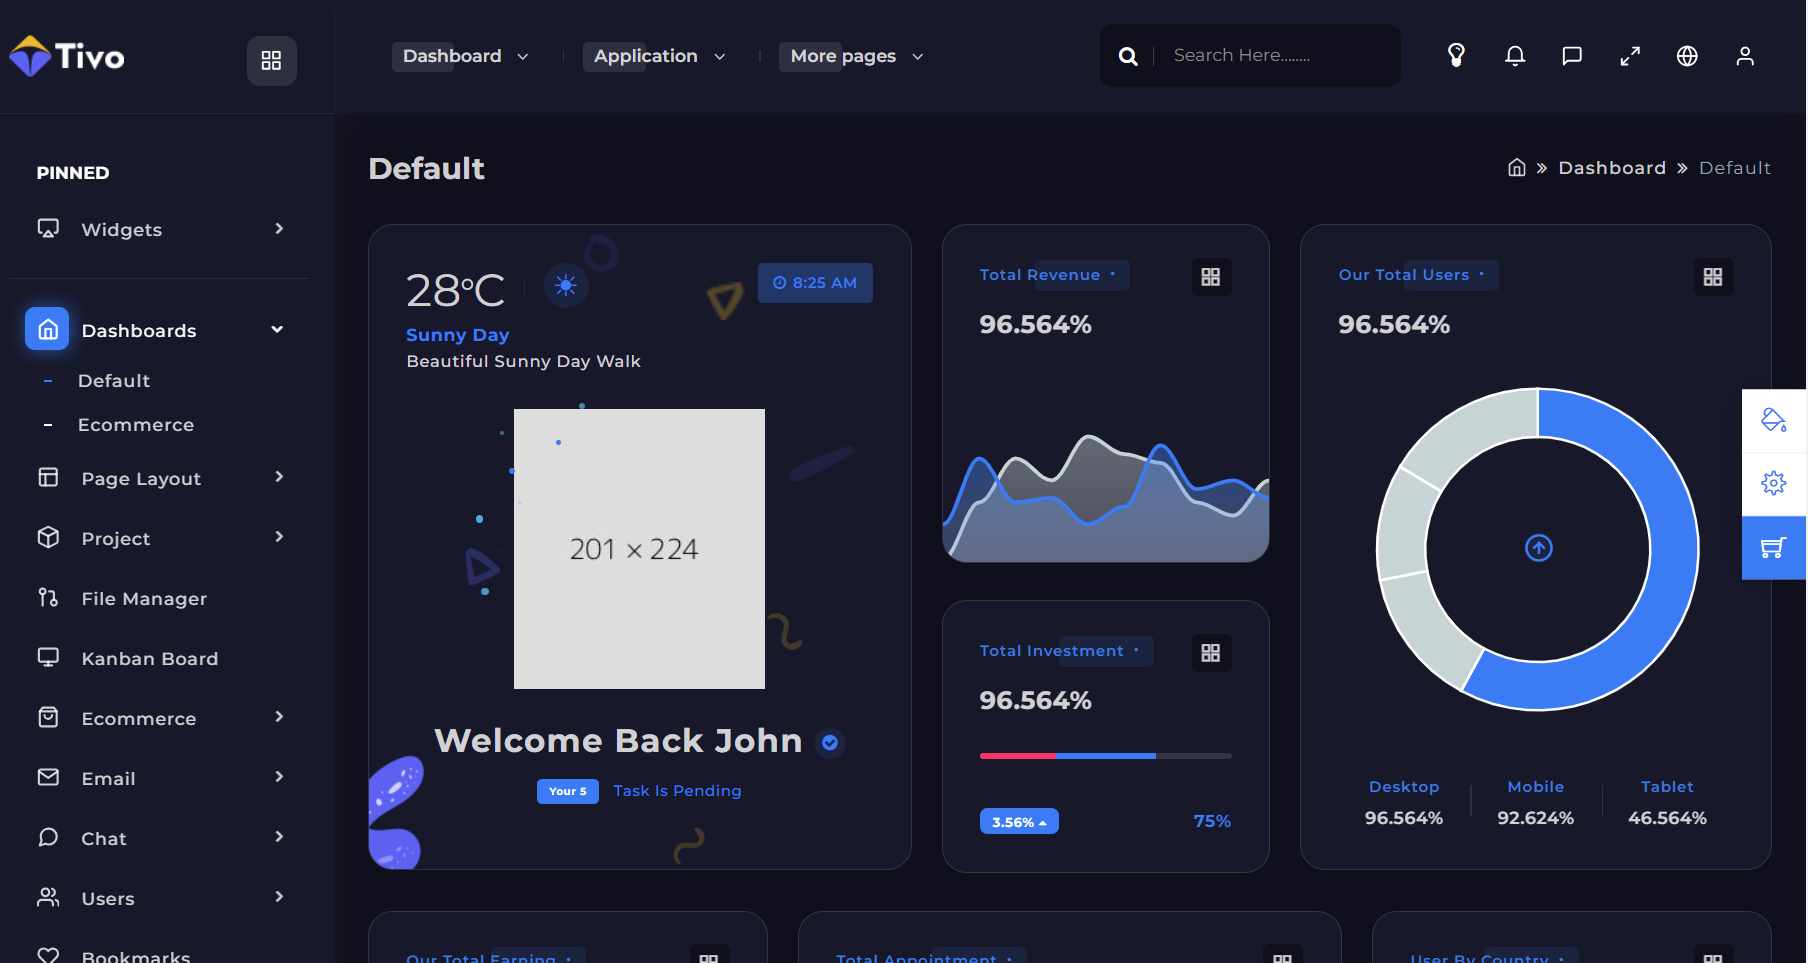 Tivo
Dashboard
Application
More pages
Search Here........
PINNED
Widgets
Dashboards
Default
Ecommerce
Page Layout
Project
File Manager
Kanban Board
Ecommerce
Email
Chat
Users
Bookmarks
Default
Dashboard » Default
28°C
8:25 AM
Sunny Day
Beautiful Sunny Day Walk
201 × 224
Welcome Back John
Your 5 Task Is Pending
Total Revenue
96.564%
Total Investment
96.564%
3.56%
75%
Our Total Users
96.564%
Desktop
96.564%
Mobile
92.624%
Tablet
46.564%
Our Total Earning
Total Appointment
User By Country